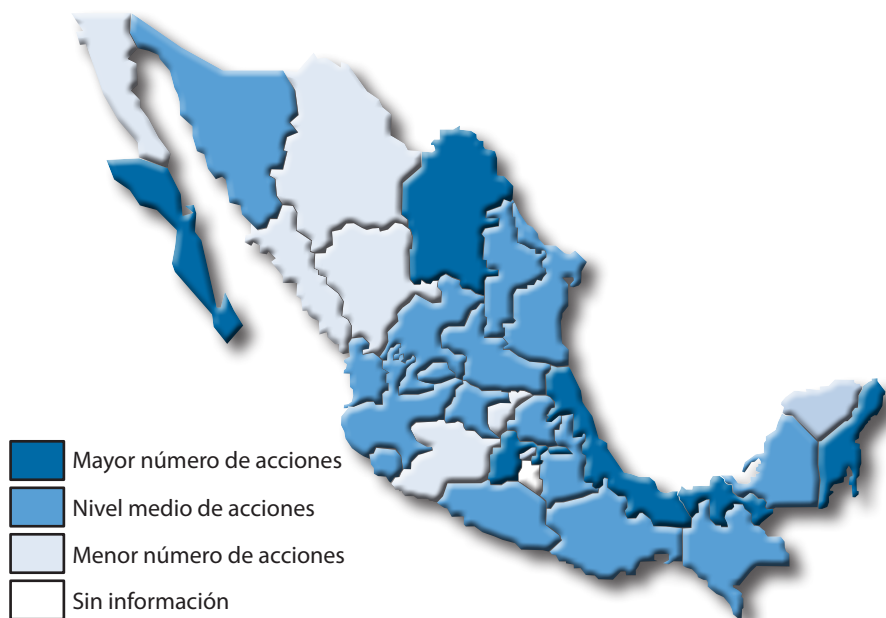 Mayor número de acciones
Nivel medio de acciones
Menor número de acciones
Sin información